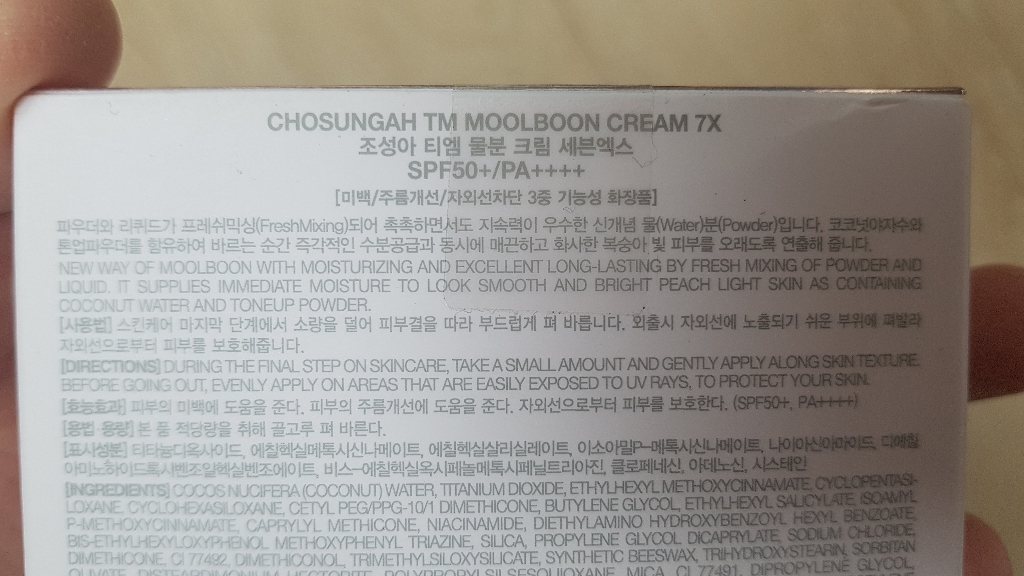 CHOSUNGAH TM MOOLBOON CREAM 7X
조성아 티엠 물분 크림 세븐엑스
SPF50+/PA++++
[미백/주름개선/자외선차단 3중 기능성 화장품]
파우더와 리퀴드가 프레쉬믹싱(FreshMixing)되어 촉촉하면서도 지속력이 우수한 신개념 물(Water)분(Powder)입니다. 코코넛야자수와
톤업파우더를 함유하여 바르는 순간 즉각적인 수분공급과 동시에 매끈하고 화사한 복숭아 빛 피부를 오래도록 연출해 줍니다.
NEW WAY OF MOOLBOON WITH MOISTURIZING AND EXCELLENT LONG-LASTING BY FRESH MIXING OF POWDER AND
LIQUID. IT SUPPLIES IMMEDIATE MOISTURE TO LOOK SMOOTH AND BRIGHT PEACH LIGHT SKIN AS CONTAINING
COCONUT WATER AND TONEUP POWDER.
[사용법] 스킨케어 마지막 단계에서 소량을 덜어 피부결을 따라 부드럽게 펴 바릅니다. 외출시 자외선에 노출되기 쉬운 부위에 펴발라
자외선으로부터 피부를 보호해줍니다.
[DIRECTIONS] DURING THE FINAL STEP ON SKINCARE, TAKE A SMALL AMOUNT AND GENTLY APPLY ALONG SKIN TEXTURE.
BEFORE GOING OUT, EVENLY APPLY ON AREAS THAT ARE EASILY EXPOSED TO UV RAYS, TO PROTECT YOUR SKIN.
[효능효과] 피부의 미백에 도움을 준다. 피부의 주름개선에 도움을 준다. 자외선으로부터 피부를 보호한다. (SPF50+, PA++++)
[용법 용량] 본 품 적당량을 취해 골고루 펴 바른다.
[표시성분] 티타늄디옥사이드, 에칠헥실메톡시신나메이트, 에칠헥실살리실레이트, 이소아밀P-메톡시신나메이트, 나이아신아마이드, 디에칠
아미노하이드록시벤조일헥실벤조에이트, 비스-에칠헥실옥시페놀메톡시페닐트리아진, 클로페네신, 아데노신, 시스테인
[INGREDIENTS] COCOS NUCIFERA (COCONUT) WATER, TITANIUM DIOXIDE, ETHYLHEXYL METHOXYCINNAMATE, CYCLOPENTASI-
LOXANE, CYCLOHEXASILOXANE, CETYL PEG/PPG-10/1 DIMETHICONE, BUTYLENE GLYCOL, ETHYLHEXYL SALICYLATE, ISOAMYL
P-METHOXYCINNAMATE, CAPRYLYL METHICONE, NIACINAMIDE, DIETHYLAMINO HYDROXYBENZOYL HEXYL BENZOATE,
BIS-ETHYLHEXYLOXYPHENOL METHOXYPHENYL TRIAZINE, SILICA, PROPYLENE GLYCOL DICAPRYLATE, SODIUM CHLORIDE,
DIMETHICONE, CI 77492, DIMETHICONOL, TRIMETHYLSILOXYSILICATE, SYNTHETIC BEESWAX, TRIHYDROXYSTEARIN, SORBITAN
OLIVATE, DISTEARDIMONIUM HECTORITE, POLYPROPYLSILSESQUIOXANE, MICA, CI 77491, DIPROPYLENE GLYCOL,